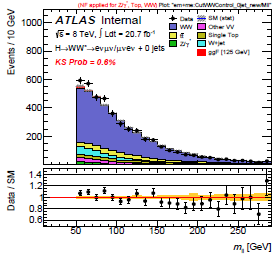 (NF applied for Z/γ*, Top, WW) Plot: "em+me:CutWWControl_0jet_new/Mll"
Events / 10 GeV
ATLAS Internal
√s = 8 TeV, ∫ Ldt = 20.7 fb⁻¹
H→WW*→eνμν/μνeν + 0 jets
KS Prob = 0.6%
Data
SM (stat)
WW
Other VV
tt̄
Single Top
Z/γ
W+jet
ggF [125 GeV]
1000
800
600
400
200
Data / SM
1.4
1.2
1
0.8
0.6
50 100 150 200 250
m_ll [GeV]